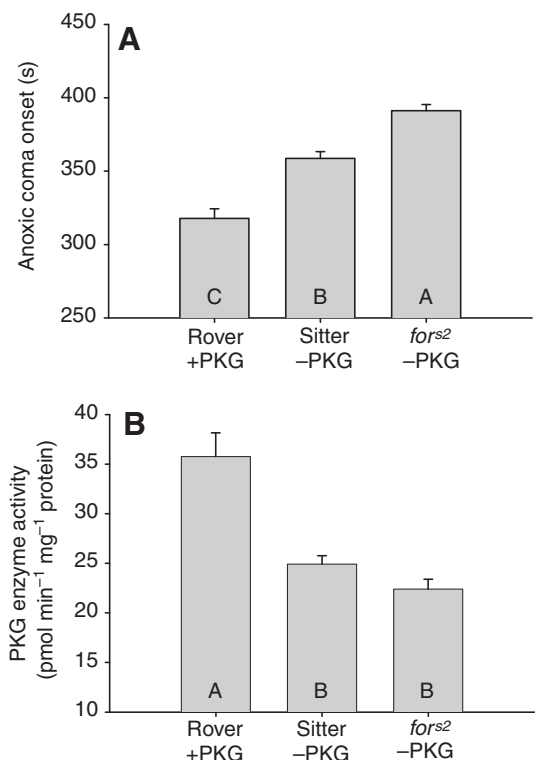 A
Anoxic coma onset (s)
450
400
350
300
250
C
B
A
Rover
+PKG
Sitter
–PKG
forˢ²
–PKG
B
PKG enzyme activity
(pmol min⁻¹ mg⁻¹ protein)
40
35
30
25
20
15
10
A
B
B
Rover
+PKG
Sitter
–PKG
forˢ²
–PKG